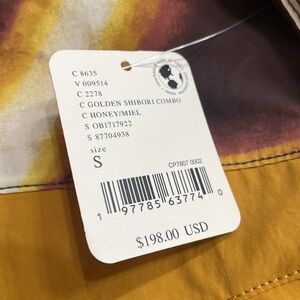 C 8635
V 009514
C 2278
C GOLDEN SHIBORI COMBO
C HONEY/MIEL
S OB1717922
S 87704938
size
S
CP7807 0002
1 97785 63774 0
$198.00 USD